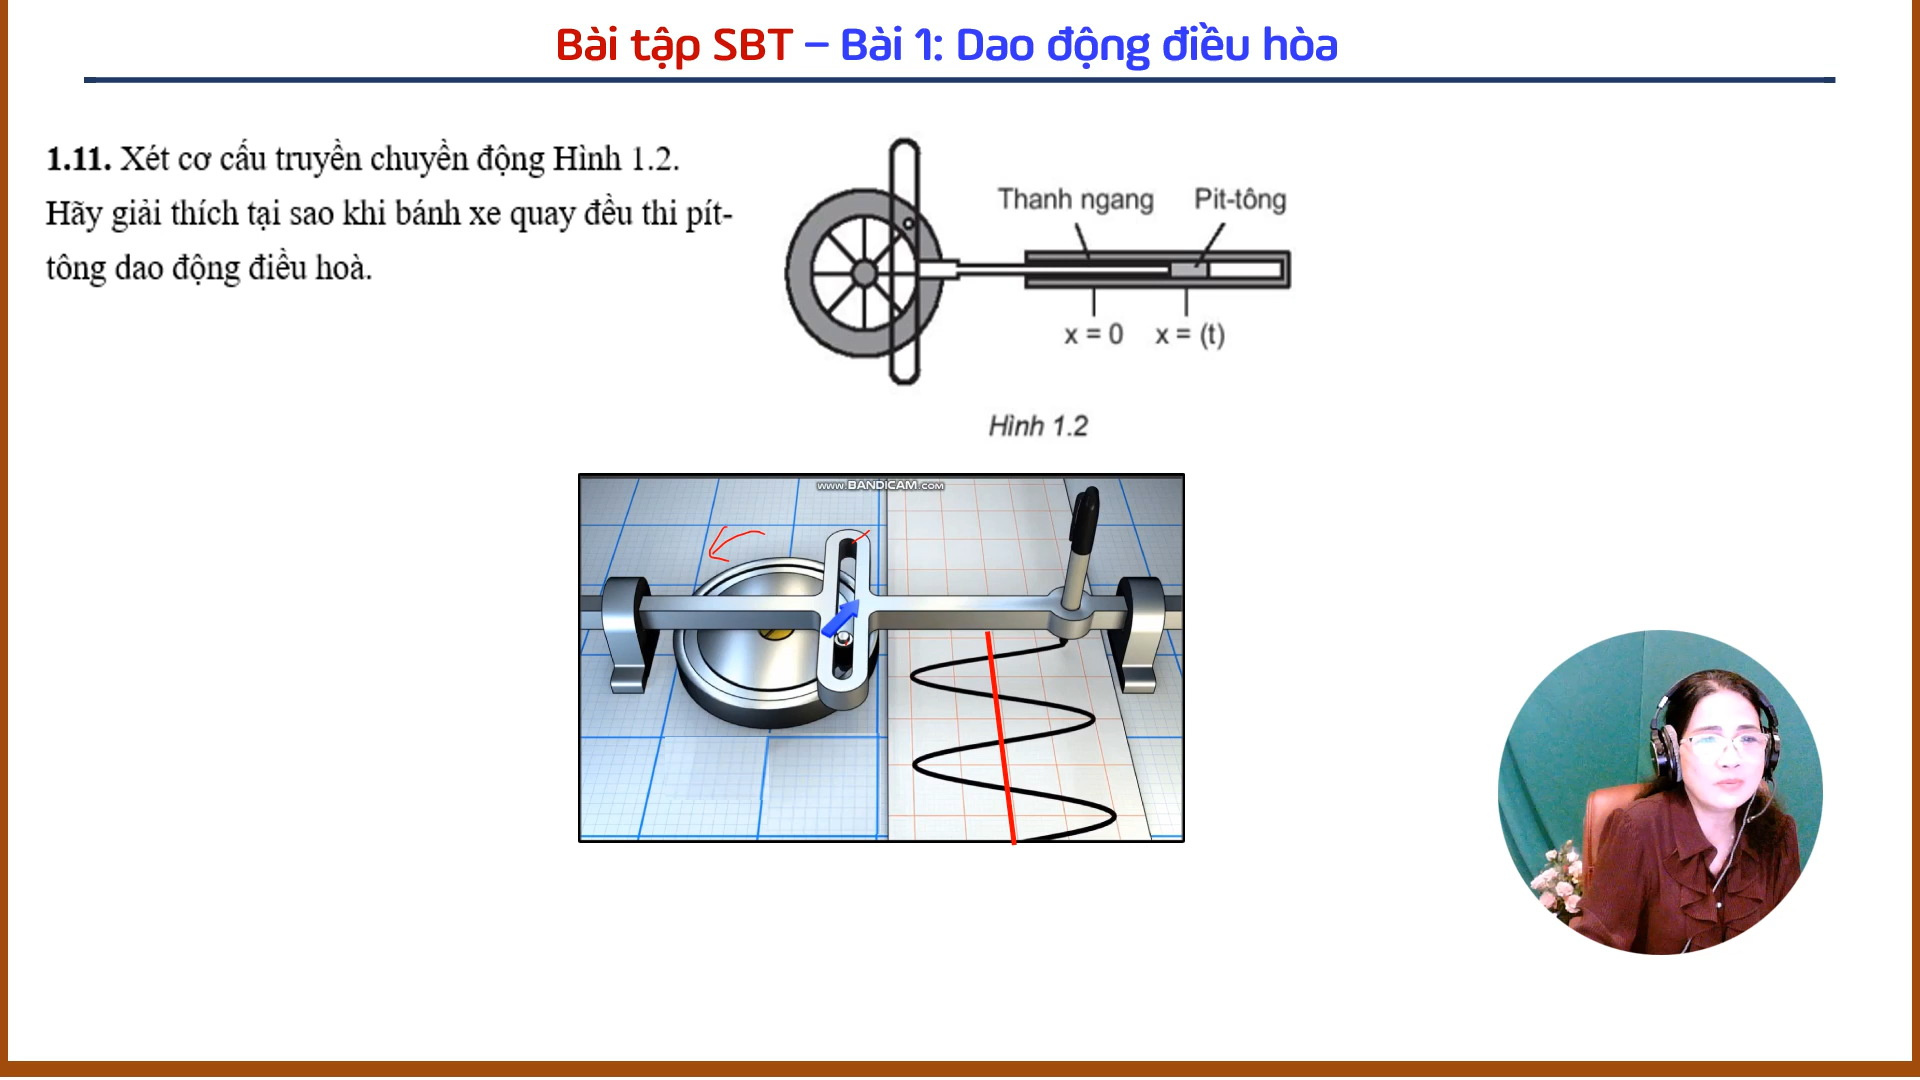 Bài tập SBT – Bài 1: Dao động điều hòa
1.11. Xét cơ cấu truyền chuyển động Hình 1.2.
Hãy giải thích tại sao khi bánh xe quay đều thi pít-
tông dao động điều hoà.
Thanh ngang Pit-tông
x = 0 x = (t)
Hình 1.2
www.BANDICAM.com